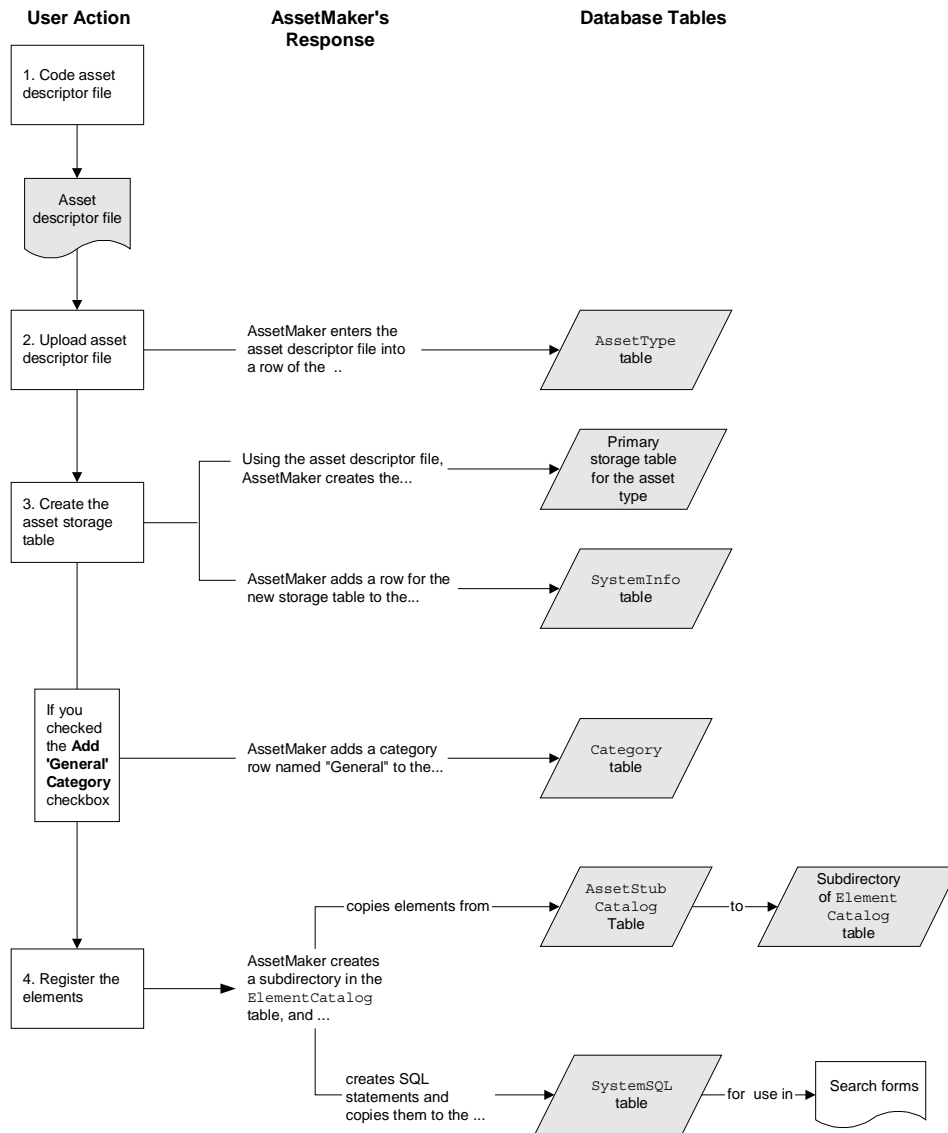 User Action
AssetMaker's
Response
Database Tables
1. Code asset
descriptor file
Asset
descriptor file
2. Upload asset
descriptor file
AssetMaker enters the
asset descriptor file into
a row of the ..
AssetType
table
3. Create the
asset storage
table
Using the asset descriptor file,
AssetMaker creates the...
Primary
storage table
for the asset
type
AssetMaker adds a row for the
new storage table to the...
SystemInfo
table
If you
checked
the Add
'General'
Category
checkbox
AssetMaker adds a category
row named "General" to the...
Category
table
4. Register the
elements
AssetMaker creates
a subdirectory in the
ElementCatalog
table, and ...
copies elements from
AssetStub
Catalog
Table
to
Subdirectory
of Element
Catalog
table
creates SQL
statements and
copies them to the ...
SystemSQL
table
for use in
Search forms